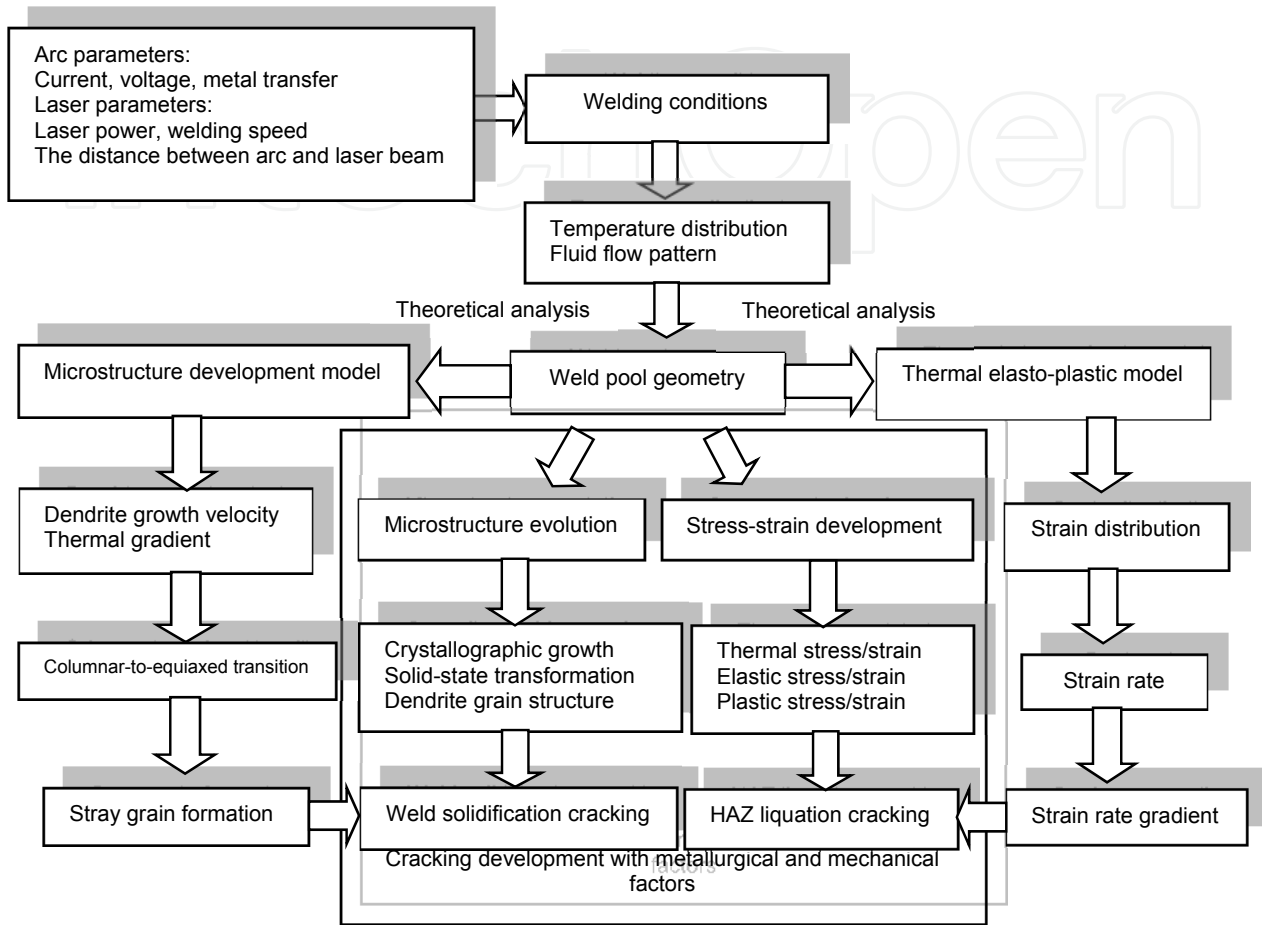 Arc parameters:
Current, voltage, metal transfer
Laser parameters:
Laser power, welding speed
The distance between arc and laser beam
Welding conditions
Temperature distribution
Fluid flow pattern
Theoretical analysis
Theoretical analysis
Microstructure development model
Weld pool geometry
Thermal elasto-plastic model
Dendrite growth velocity
Thermal gradient
Microstructure evolution
Stress-strain development
Strain distribution
Columnar-to-equiaxed transition
Crystallographic growth
Solid-state transformation
Dendrite grain structure
Thermal stress/strain
Elastic stress/strain
Plastic stress/strain
Strain rate
Stray grain formation
Weld solidification cracking
HAZ liquation cracking
Strain rate gradient
Cracking development with metallurgical and mechanical
factors